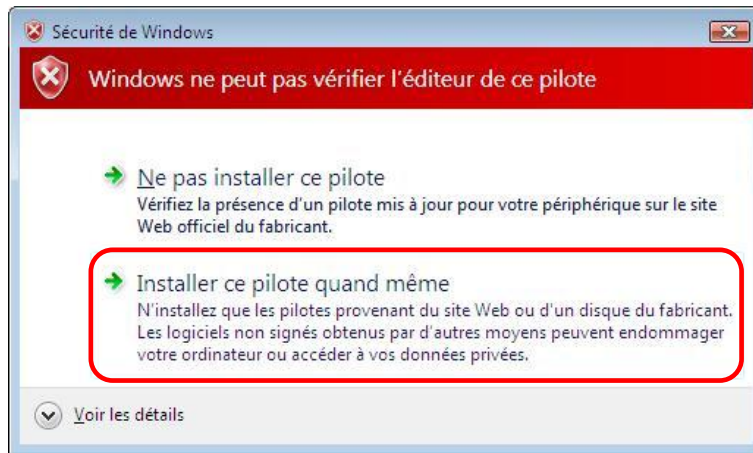 Sécurité de Windows
Windows ne peut pas vérifier l'éditeur de ce pilote
Ne pas installer ce pilote
Vérifiez la présence d'un pilote mis à jour pour votre périphérique sur le site
Web officiel du fabricant.
Installer ce pilote quand même
N'installez que les pilotes provenant du site Web ou d'un disque du fabricant.
Les logiciels non signés obtenus par d'autres moyens peuvent endommager
votre ordinateur ou accéder à vos données privées.
Voir les détails